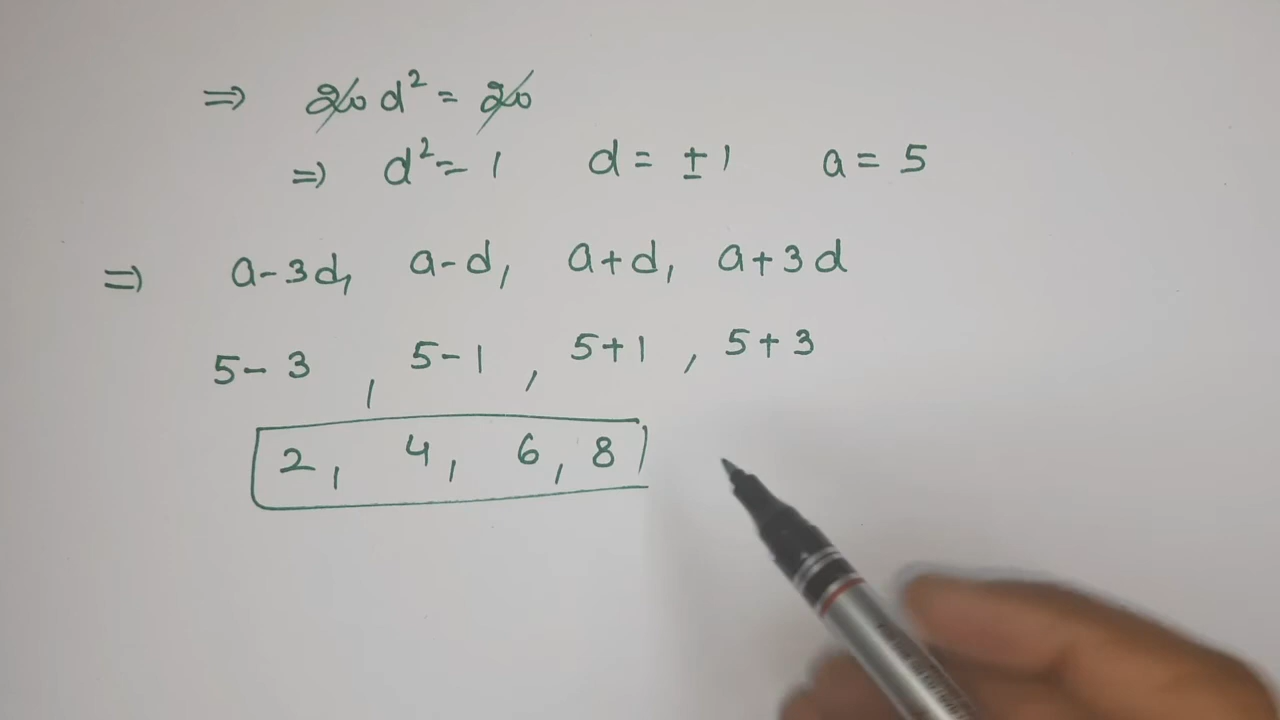 ⇒ 20 d² = 20
⇒ d² = 1 d = ± 1 a = 5
⇒ a - 3d, a - d, a + d, a + 3d
5 - 3 , 5 - 1 , 5 + 1 , 5 + 3
2, 4, 6, 8